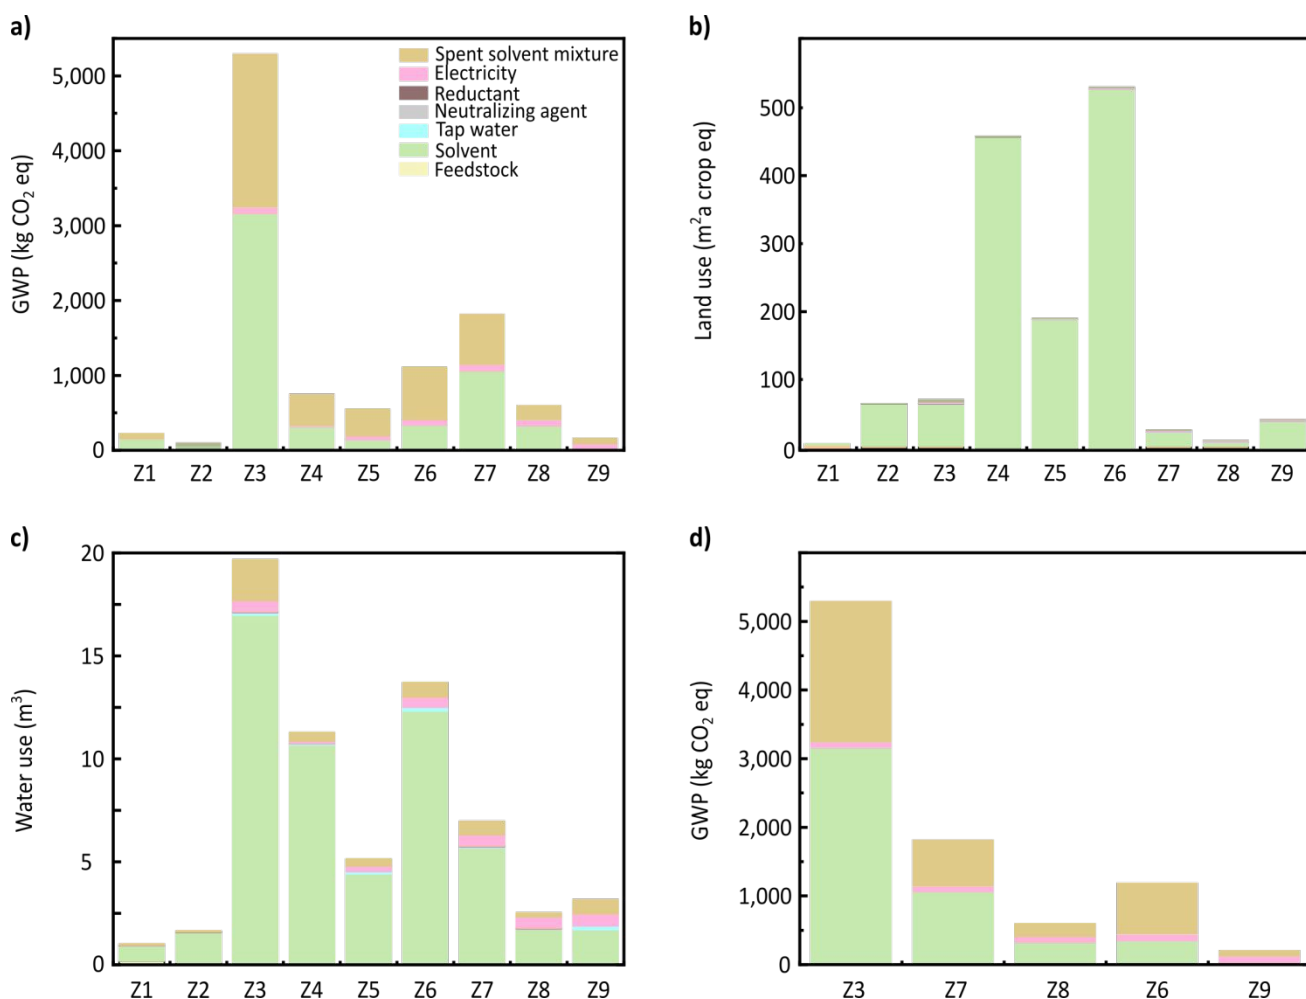 a)
GWP (kg CO₂ eq)
5,000
4,000
3,000
2,000
1,000
0
Spent solvent mixture
Electricity
Reductant
Neutralizing agent
Tap water
Solvent
Feedstock
Z1 Z2 Z3 Z4 Z5 Z6 Z7 Z8 Z9
b)
Land use (m²a crop eq)
500
400
300
200
100
0
Z1 Z2 Z3 Z4 Z5 Z6 Z7 Z8 Z9
c)
Water use (m³)
20
15
10
5
0
Z1 Z2 Z3 Z4 Z5 Z6 Z7 Z8 Z9
d)
GWP (kg CO₂ eq)
5,000
4,000
3,000
2,000
1,000
0
Z3 Z7 Z8 Z6 Z9